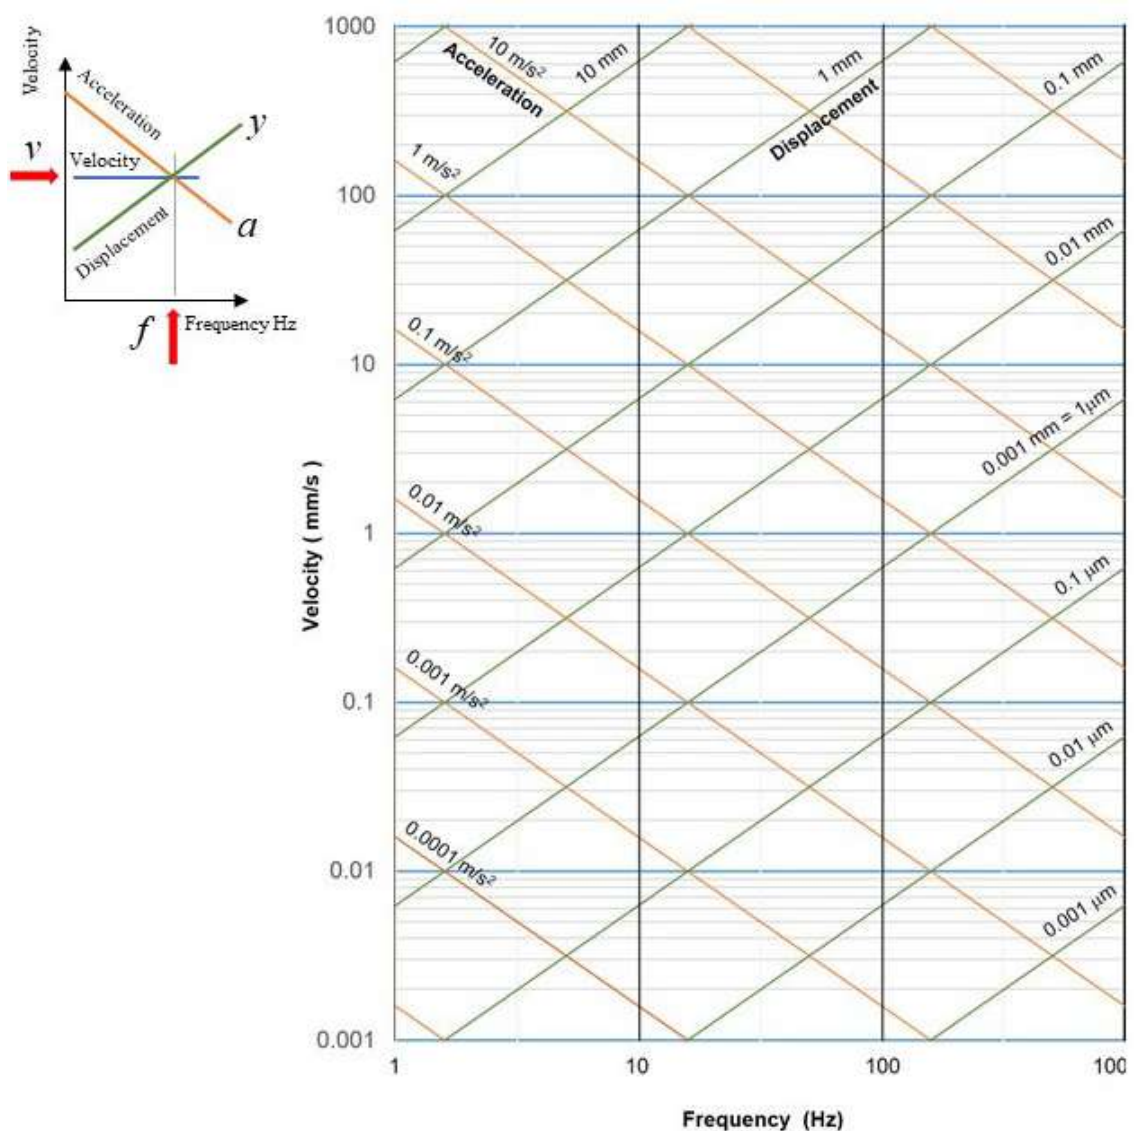 Velocity
Acceleration
y
v
Velocity
Displacement
a
f
Frequency Hz
1000
100
10
1
0.1
0.01
0.001
Velocity ( mm/s )
10 m/s²
Acceleration
10 mm
1 mm
Displacement
0.1 mm
1 m/s²
0.01 mm
0.1 m/s²
0.001 mm = 1μm
0.01 m/s²
0.1 μm
0.001 m/s²
0.01 μm
0.0001 m/s²
0.001 μm
1
10
100
100
Frequency (Hz)